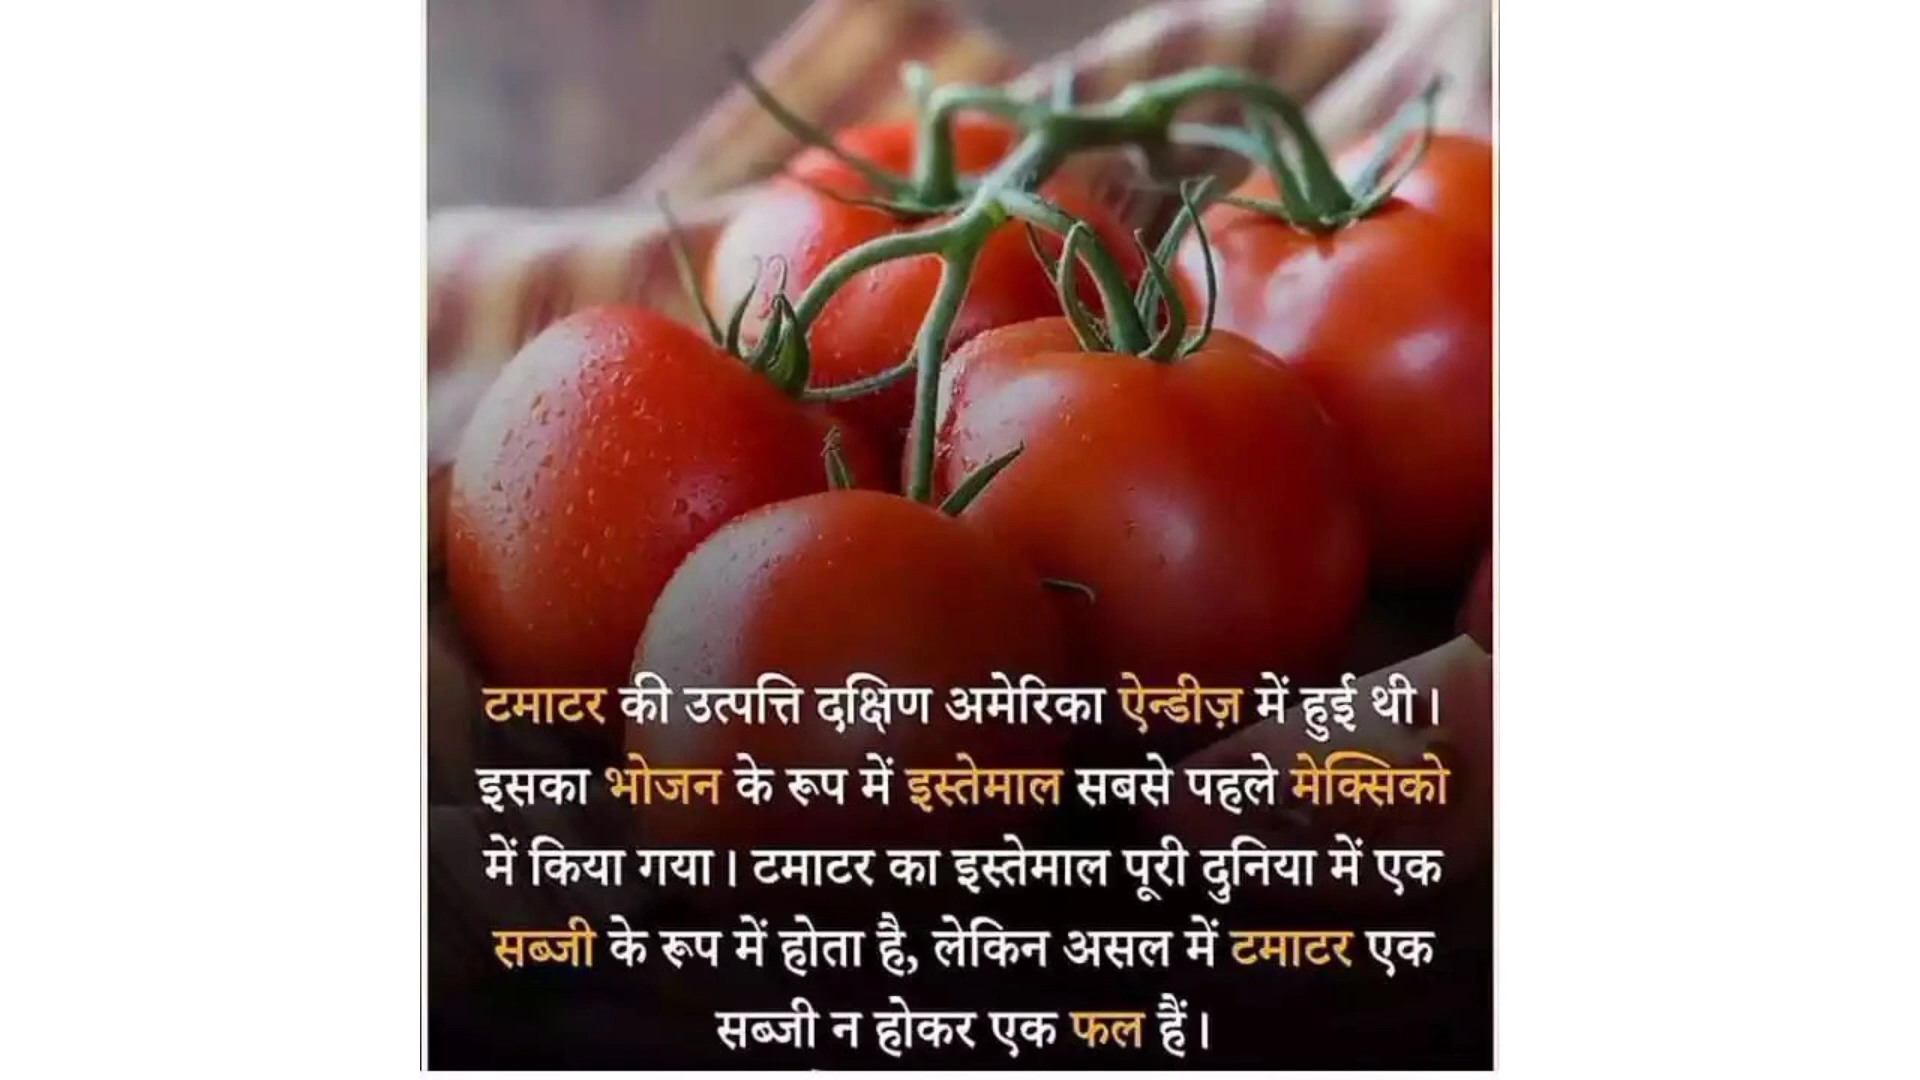 टमाटर की उत्पत्ति दक्षिण अमेरिका ऐन्डीज़ में हुई थी।
इसका भोजन के रूप में इस्तेमाल सबसे पहले मेक्सिको
में किया गया। टमाटर का इस्तेमाल पूरी दुनिया में एक
सब्जी के रूप में होता है, लेकिन असल में टमाटर एक
सब्जी न होकर एक फल हैं।